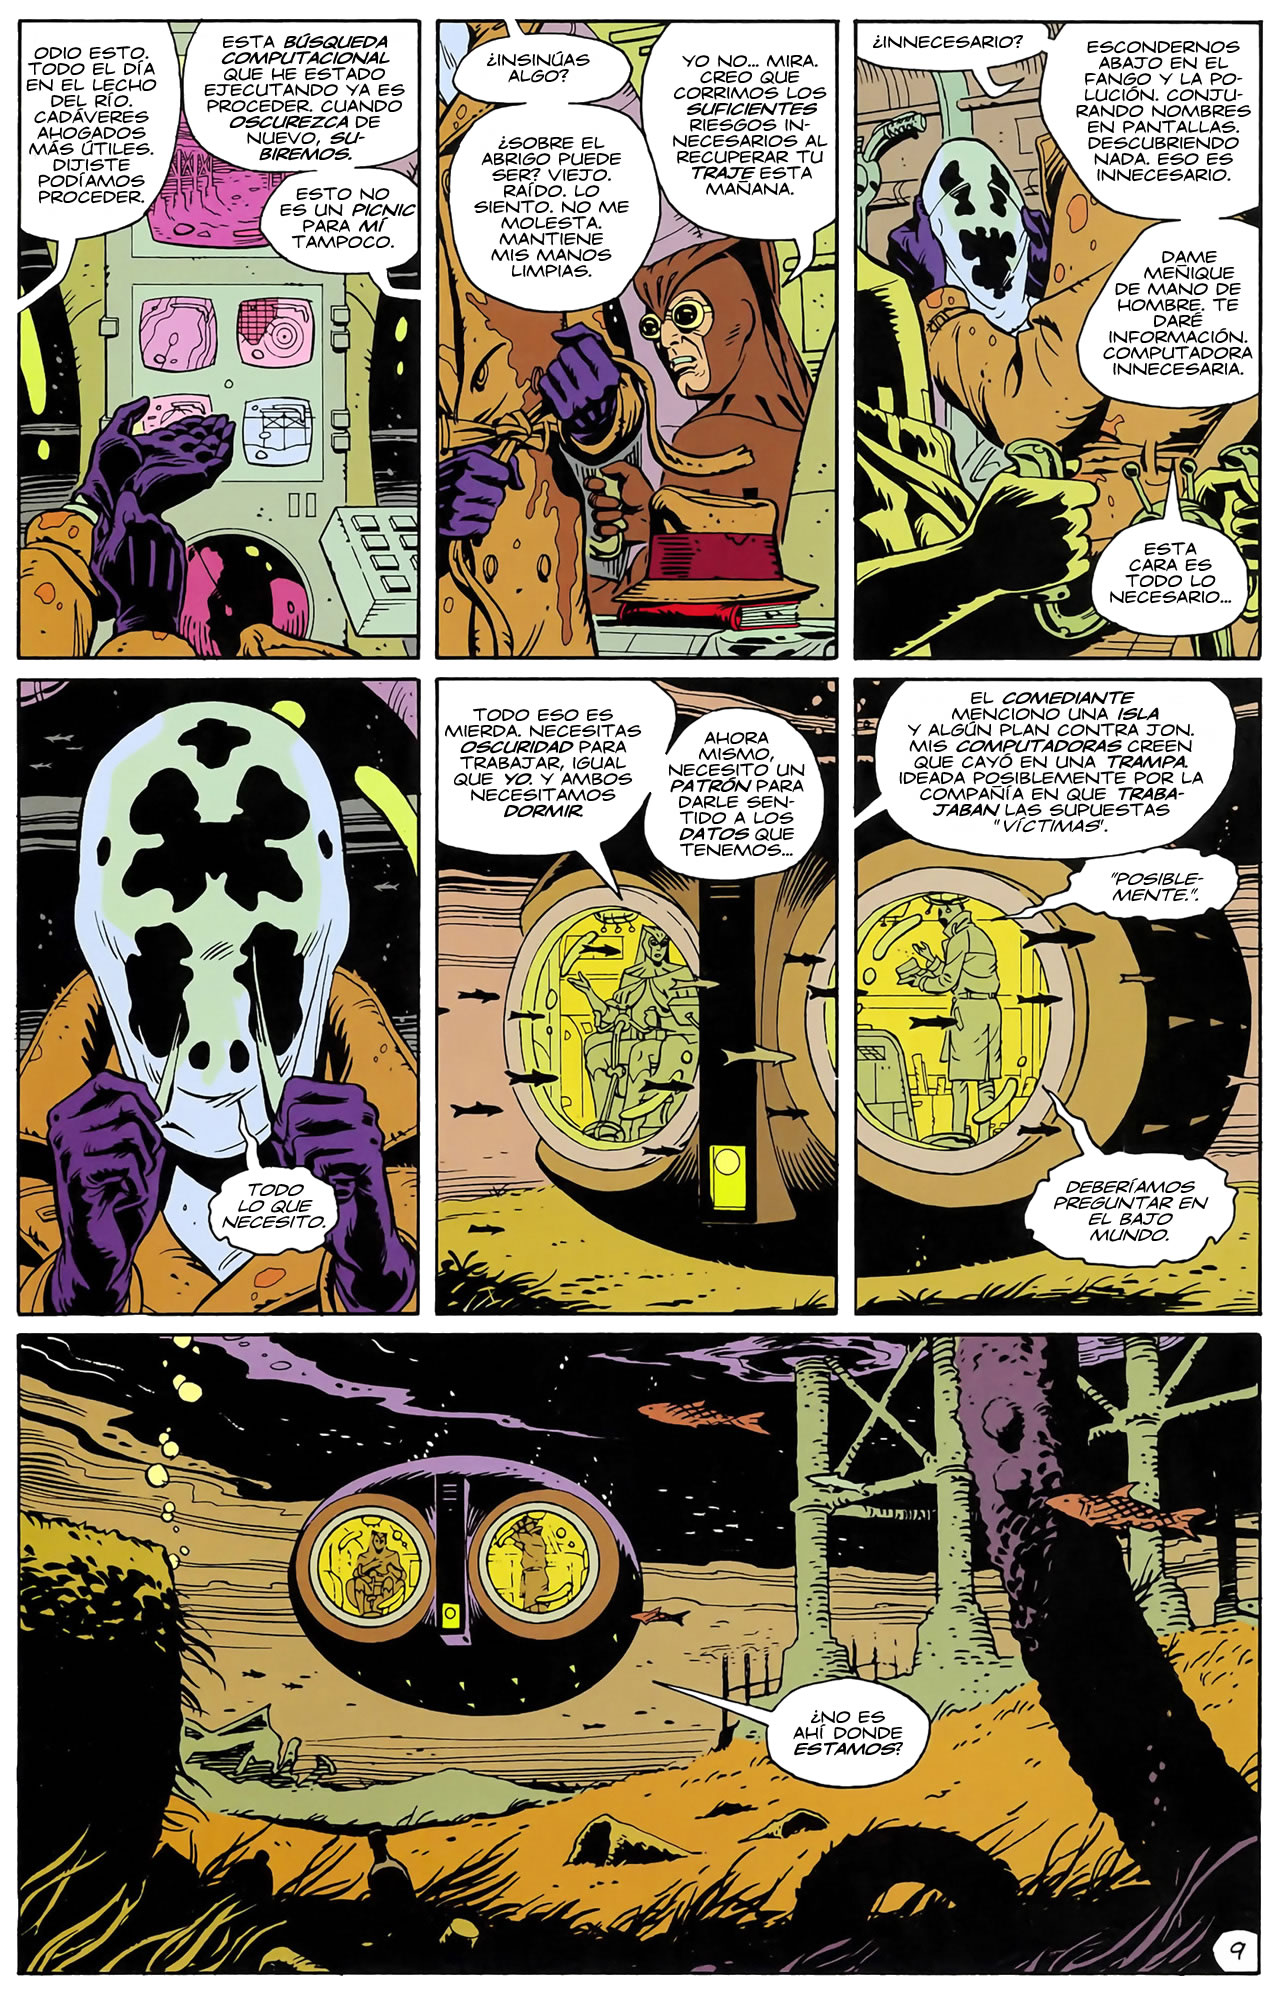 ODIO ESTO.
TODO EL DÍA
EN EL LECHO
DEL RÍO.
CADÁVERES
AHOGADOS
MÁS ÚTILES.
DIJISTE
PODÍAMOS
PROCEDER.
ESTA BÚSQUEDA
COMPUTACIONAL
QUE HE ESTADO
EJECUTANDO YA ES
PROCEDER. CUANDO
OSCUREZCA DE
NUEVO, SU-
BIREMOS.
ESTO NO
ES UN PICNIC
PARA MÍ
TAMPOCO.
¿INSINÚAS
ALGO?
¿SOBRE EL
ABRIGO PUEDE
SER? VIEJO.
RAÍDO. LO
SIENTO. NO ME
MOLESTA.
MANTIENE
MIS MANOS
LIMPIAS.
YO NO... MIRA.
CREO QUE
CORRIMOS LOS
SUFICIENTES
RIESGOS IN-
NECESARIOS AL
RECUPERAR TU
TRAJE ESTA
MAÑANA.
¿INNECESARIO?
ESCONDERNOS
ABAJO EN EL
FANGO Y LA PO-
LUCIÓN. CONJU-
RANDO NOMBRES
EN PANTALLAS.
DESCUBRIENDO
NADA. ESO ES
INNECESARIO.
DAME
MEÑIQUE
DE MANO DE
HOMBRE. TE
DARÉ
INFORMACIÓN.
COMPUTADORA
INNECESARIA.
ESTA
CARA ES
TODO LO
NECESARIO...
TODO
LO QUE
NECESITO.
TODO ESO ES
MIERDA. NECESITAS
OSCURIDAD PARA
TRABAJAR, IGUAL
QUE YO. Y AMBOS
NECESITAMOS
DORMIR.
AHORA
MISMO,
NECESITO UN
PATRÓN PARA
DARLE SEN-
TIDO A LOS
DATOS QUE
TENEMOS...
EL COMEDIANTE
MENCIONO UNA ISLA
Y ALGÚN PLAN CONTRA JON.
MIS COMPUTADORAS CREEN
QUE CAYÓ EN UNA TRAMPA.
IDEADA POSIBLEMENTE POR LA
COMPAÑÍA EN QUE TRABA-
JABAN LAS SUPUESTAS
"VÍCTIMAS".
"POSIBLE-
MENTE."
DEBERÍAMOS
PREGUNTAR EN
EL BAJO
MUNDO.
¿NO ES
AHÍ DONDE
ESTAMOS?
9